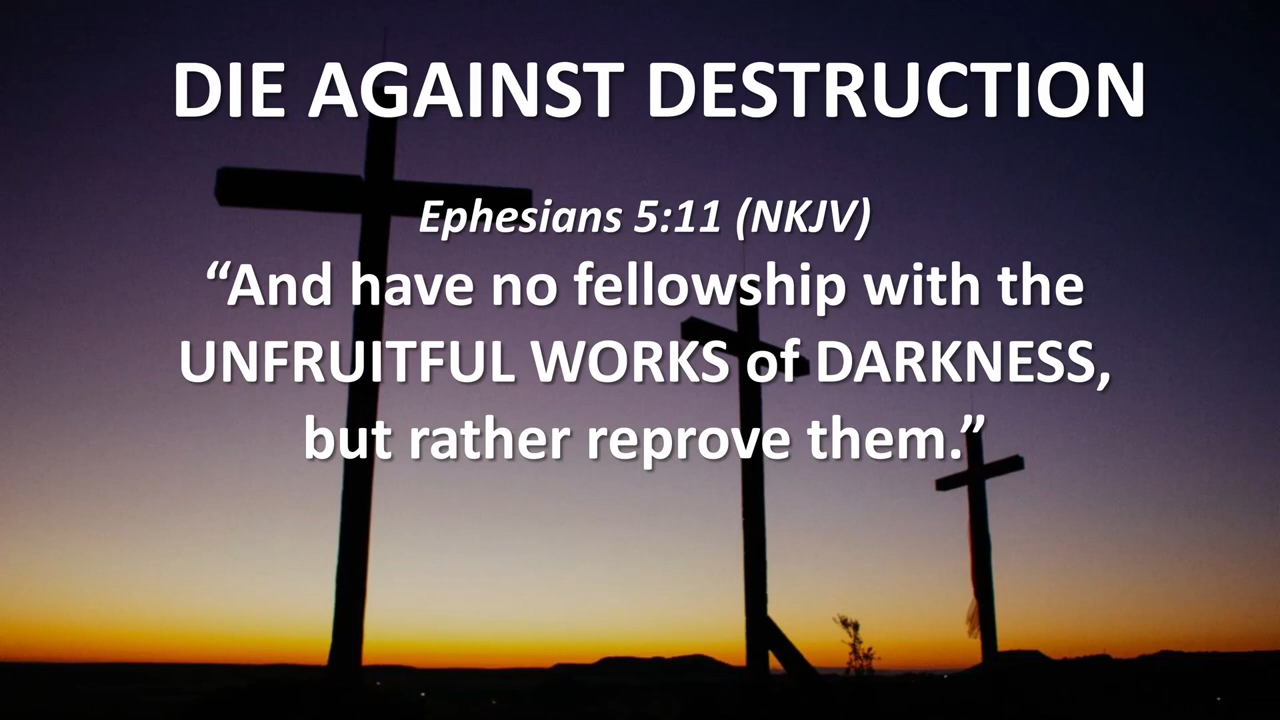 DIE AGAINST DESTRUCTION
Ephesians 5:11 (NKJV)
“And have no fellowship with the
UNFRUITFUL WORKS of DARKNESS,
but rather reprove them.”